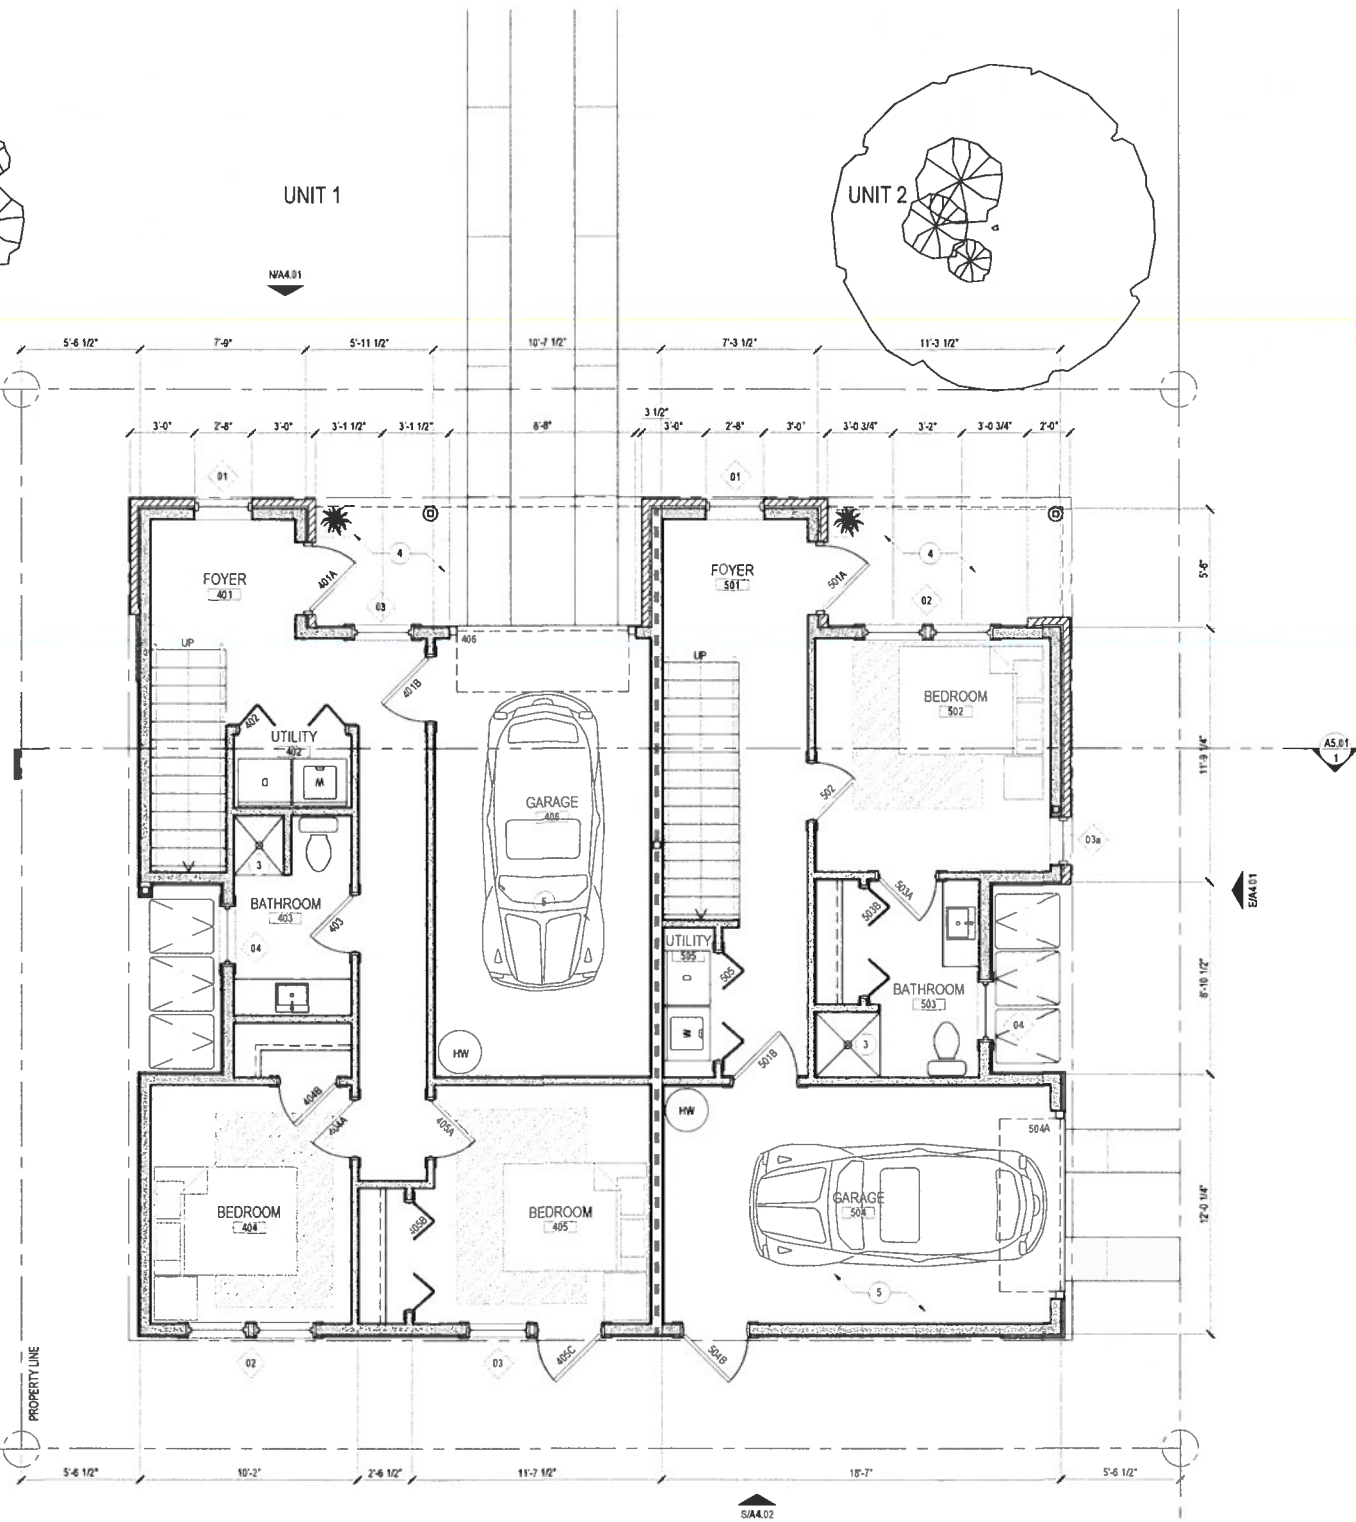 UNIT 1
UNIT 2
N/A4.01
5'-6 1/2"
7'-9"
5'-11 1/2"
10'-7 1/2"
7'-3 1/2"
11'-3 1/2"
3 1/2"
3'-0"
2'-8"
3'-0"
3'-1 1/2"
3'-1 1/2"
8'-8"
3'-0"
2'-8"
3'-0"
3'-0 3/4"
3'-2"
3'-0 3/4"
2'-0"
01
01
4
4
5'-6"
FOYER
401
401A
FOYER
501
501A
03
02
406
UP
UP
401B
BEDROOM
502
402
UTILITY
402
A5.01
1
D
W
11'-9 1/4"
502
GARAGE
406
03a
3
BATHROOM
403
403
04
5
503A
503B
E/A4.01
UTILITY
505
505
D
W
BATHROOM
503
8'-10 1/2"
04
3
HW
501B
404B
404A
405A
HW
504A
BEDROOM
404
BEDROOM
405
405B
GARAGE
504
12'-0 1/4"
5
02
03
405C
504B
PROPERTY LINE
5'-6 1/2"
10'-2"
2'-6 1/2"
11'-7 1/2"
18'-7"
5'-6 1/2"
S/A4.02